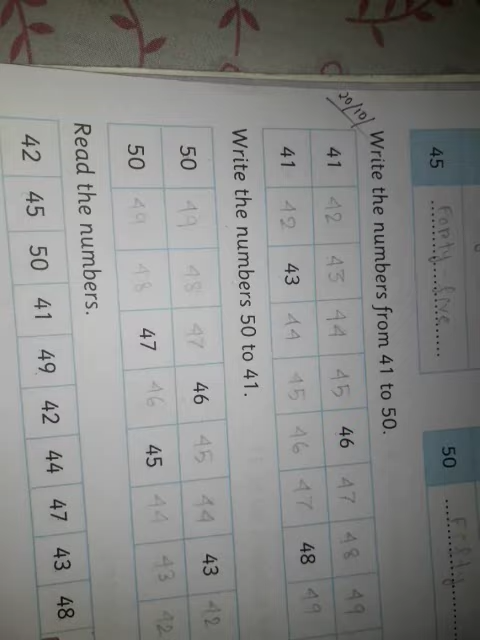 45 50
20/10/
Write the numbers from 41 to 50.
41 42 43 44 45 46 47 48 49
41 42 43 44 45 46 47 48 49
Write the numbers 50 to 41.
50 49 48 47 46 45 44 43 42
50 49 48 47 46 45 44 43 42
Read the numbers.
42 45 50 41 49 42 44 47 43 48